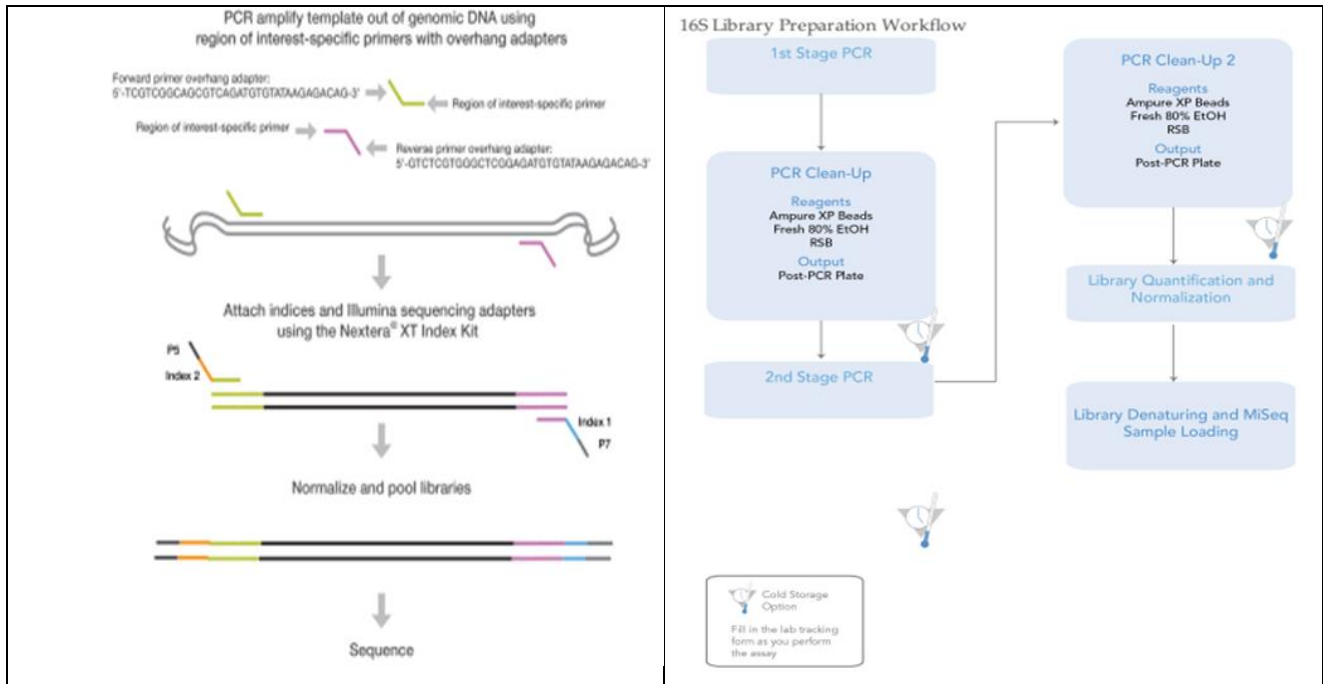 PCR amplify template out of genomic DNA using
region of interest-specific primers with overhang adapters
Forward primer overhang adapter:
5'-TCGTCGGCAGCGTCAGATGTGTATAAGAGACAG-3'
Region of interest-specific primer
Region of interest-specific primer
Reverse primer overhang adapter:
5'-GTCTCGTGGGCTCGGAGATGTGTATAAGAGACAG-3'
Attach indices and Illumina sequencing adapters
using the Nextera® XT Index Kit
P5
Index 2
Index 1
P7
Normalize and pool libraries
Sequence
16S Library Preparation Workflow
1st Stage PCR
PCR Clean-Up
Reagents
Ampure XP Beads
Fresh 80% EtOH
RSB
Output
Post-PCR Plate
2nd Stage PCR
PCR Clean-Up 2
Reagents
Ampure XP Beads
Fresh 80% EtOH
RSB
Output
Post-PCR Plate
Library Quantification and
Normalization
Library Denaturing and MiSeq
Sample Loading
Cold Storage
Option
Fill in the lab tracking
form as you perform
the assay